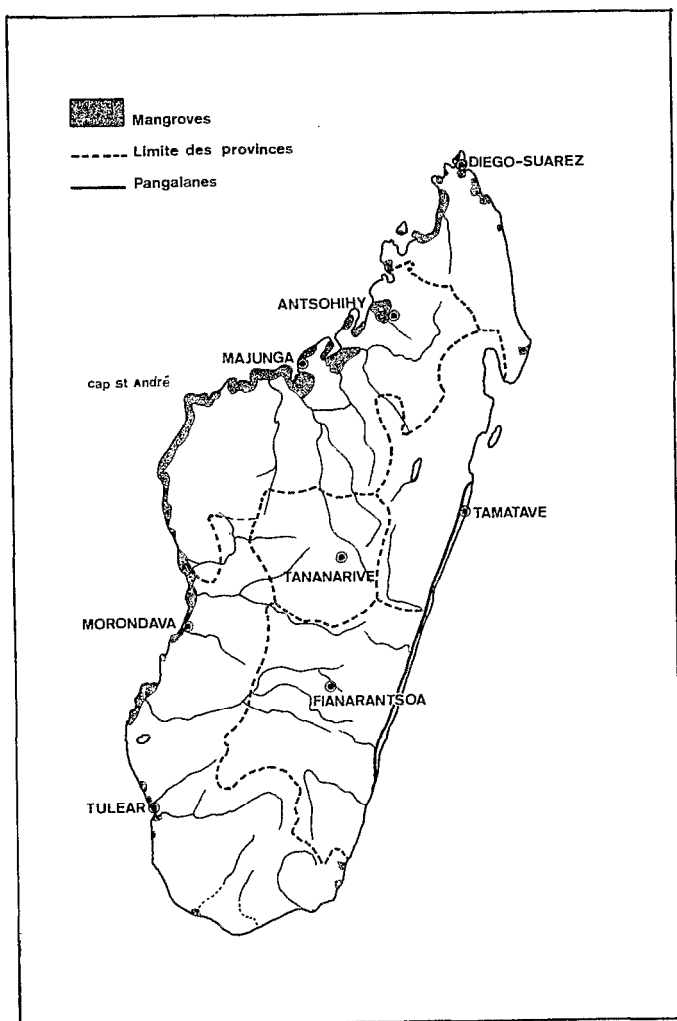 Mangroves
Limite des provinces
Pangalanes
DIEGO-SUAREZ
ANTSOHIHY
MAJUNGA
cap st André
TAMATAVE
TANANARIVE
MORONDAVA
FIANARANTSOA
TULEAR